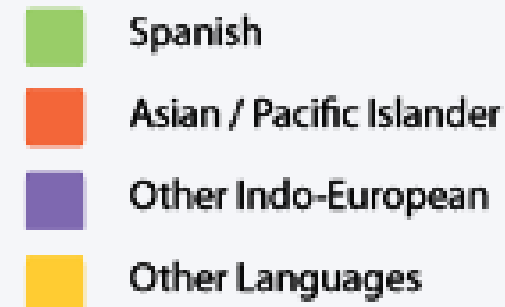 Spanish
Asian / Pacific Islander
Other Indo-European
Other Languages